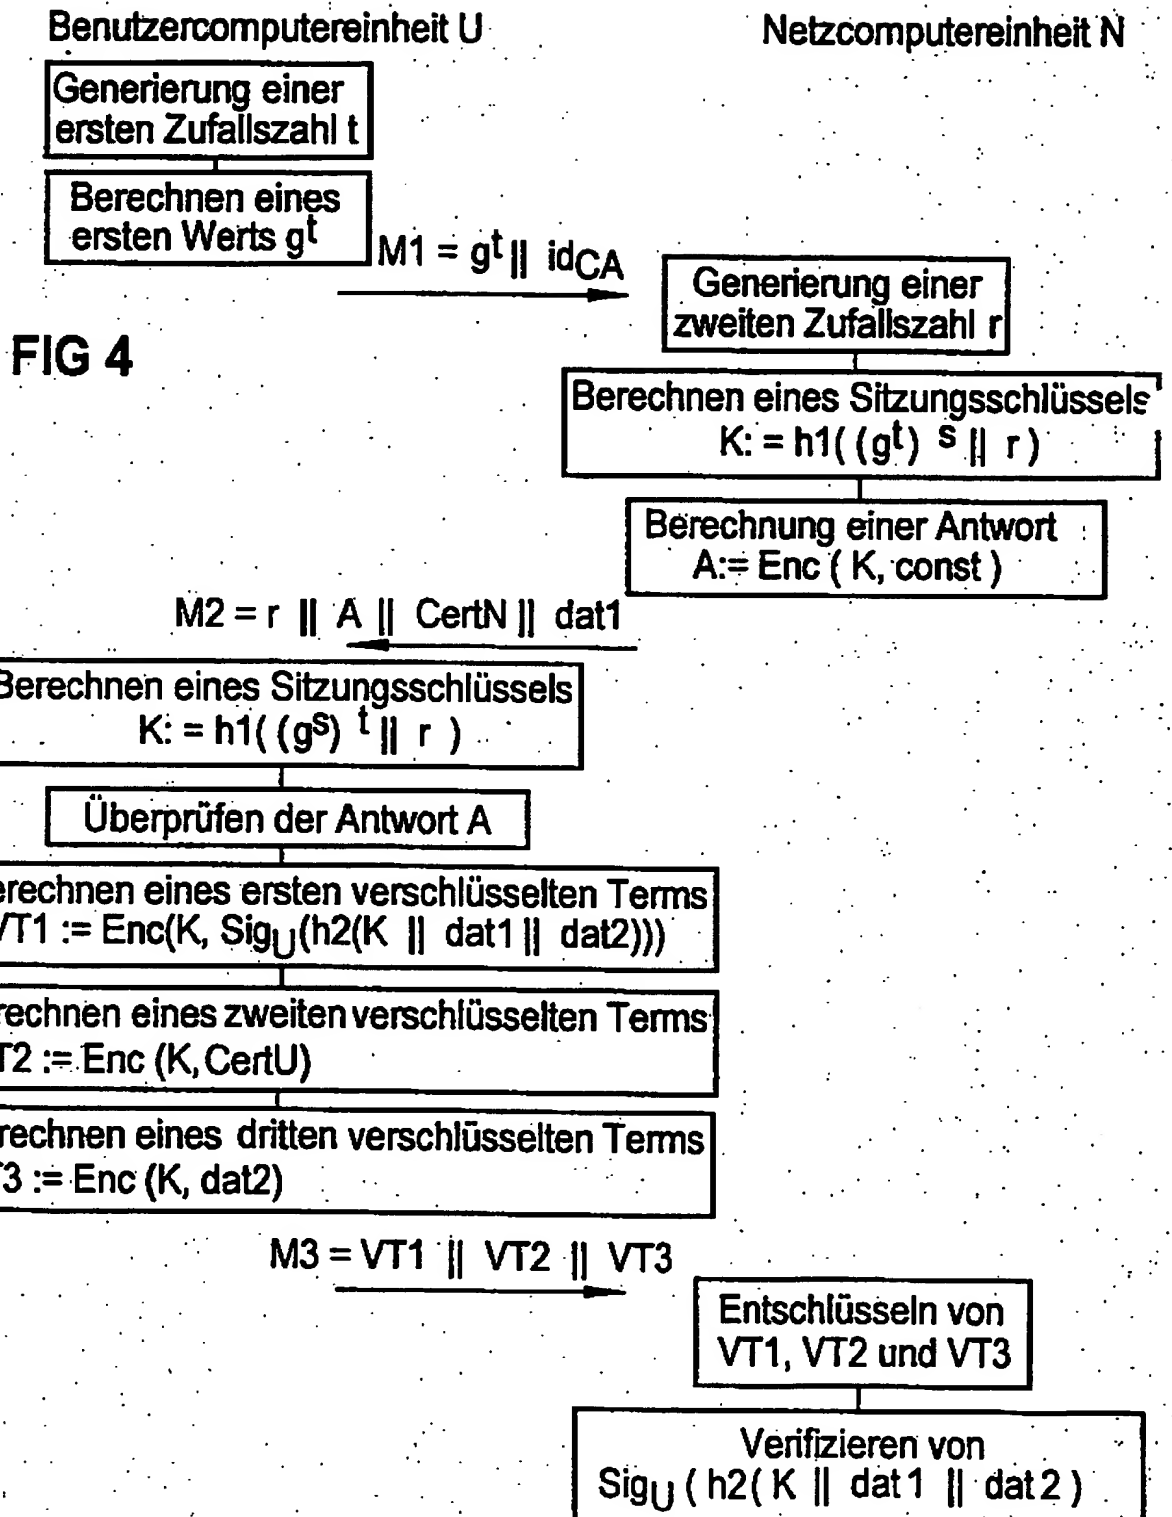 Benutzercomputereinheit U
Netzcomputereinheit N
Generierung einer
ersten Zufallszahl t
Berechnen eines
ersten Werts g^t
M1 = g^t || id_CA
Generierung einer
zweiten Zufallszahl r
FIG 4
Berechnen eines Sitzungsschlüssels
K: = h1( (g^t) ^s || r )
Berechnung einer Antwort
A:= Enc ( K, const )
M2 = r || A || CertN || dat1
Berechnen eines Sitzungsschlüssels
K: = h1( (g^s) ^t || r )
Überprüfen der Antwort A
erechnen eines ersten verschlüsselten Terms
VT1 := Enc(K, Sig_U(h2(K || dat1 || dat2)))
rechnen eines zweiten verschlüsselten Terms
T2 := Enc (K, CertU)
rechnen eines dritten verschlüsselten Terms
T3 := Enc (K, dat2)
M3 = VT1 || VT2 || VT3
Entschlüsseln von
VT1, VT2 und VT3
Verifizieren von
Sig_U ( h2( K || dat1 || dat2 )